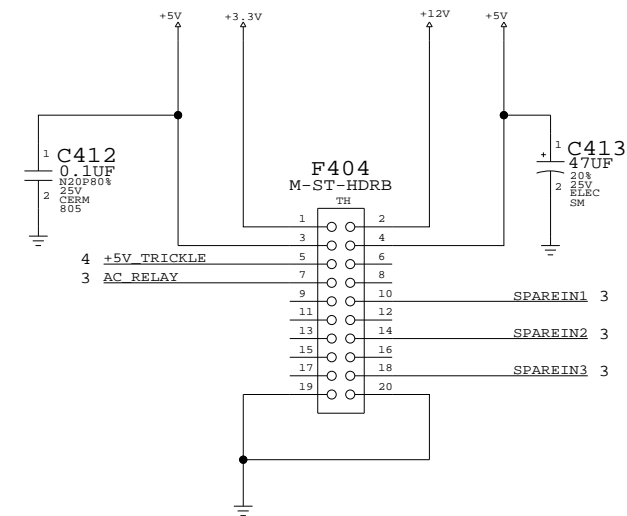 +5V
+3.3V
+12V
+5V
1
C412
0.1UF
N20P80%
25V
CERM
805
2
+
1
C413
47UF
20%
25V
ELEC
SM
2
F404
M-ST-HDRB
TH
1 2
3 4
4 +5V_TRICKLE 5 6
3 AC_RELAY 7 8
9 10 SPAREIN1 3
11 12
13 14 SPAREIN2 3
15 16
17 18 SPAREIN3 3
19 20